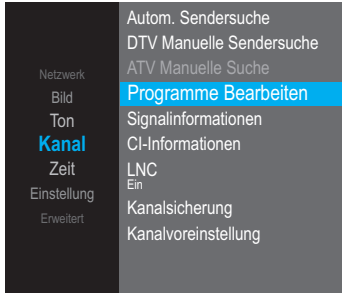 Netzwerk
Bild
Ton
Kanal
Zeit
Einstellung
Erweitert
Autom. Sendersuche
DTV Manuelle Sendersuche
ATV Manuelle Suche
Programme Bearbeiten
Signalinformationen
CI-Informationen
LNC
Ein
Kanalsicherung
Kanalvoreinstellung